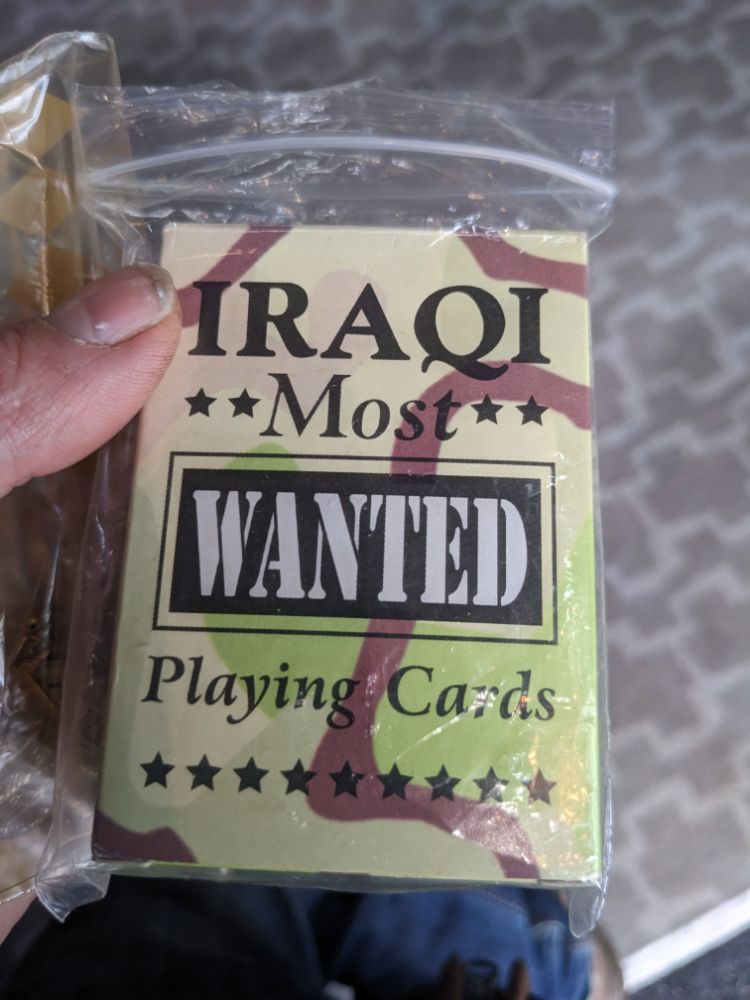 IRAQI
Most
WANTED
Playing Cards